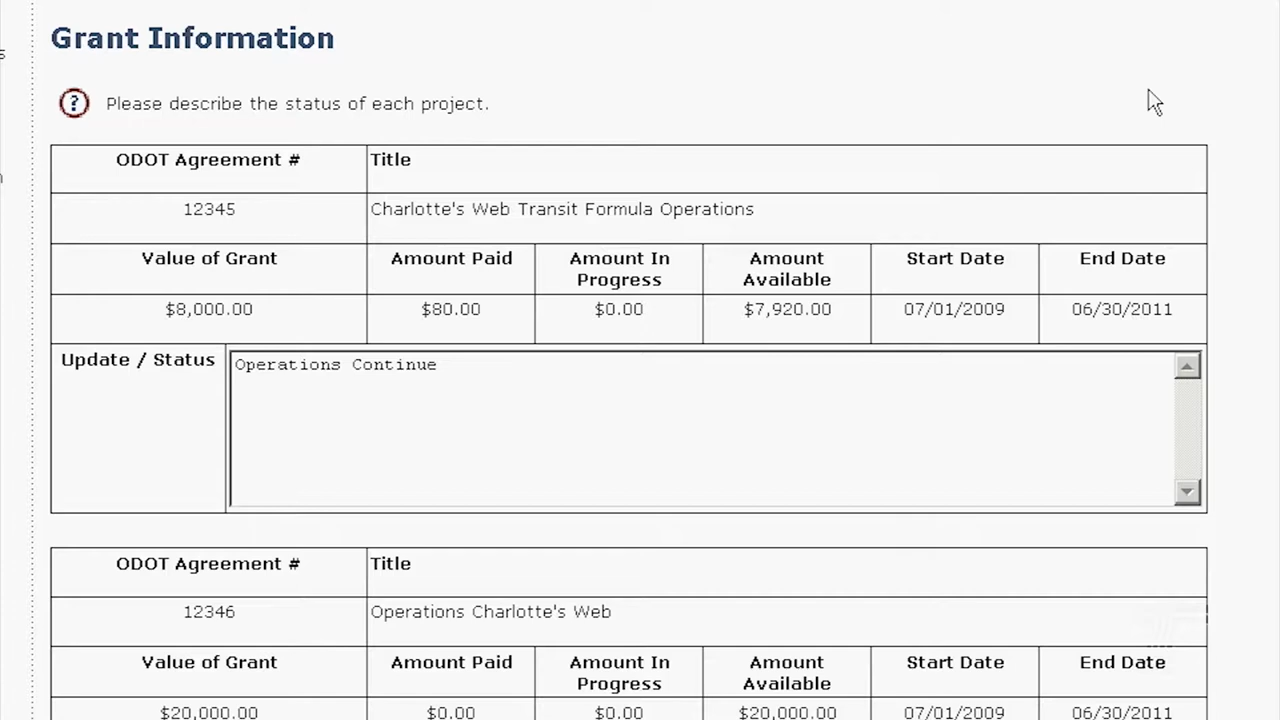 Grant Information
? Please describe the status of each project.
ODOT Agreement # Title
12345 Charlotte's Web Transit Formula Operations
Value of Grant Amount Paid Amount In Progress Amount Available Start Date End Date
$8,000.00 $80.00 $0.00 $7,920.00 07/01/2009 06/30/2011
Update / Status Operations Continue
ODOT Agreement # Title
12346 Operations Charlotte's Web
Value of Grant Amount Paid Amount In Progress Amount Available Start Date End Date
$20,000.00 $0.00 $0.00 $20,000.00 07/01/2009 06/30/2011